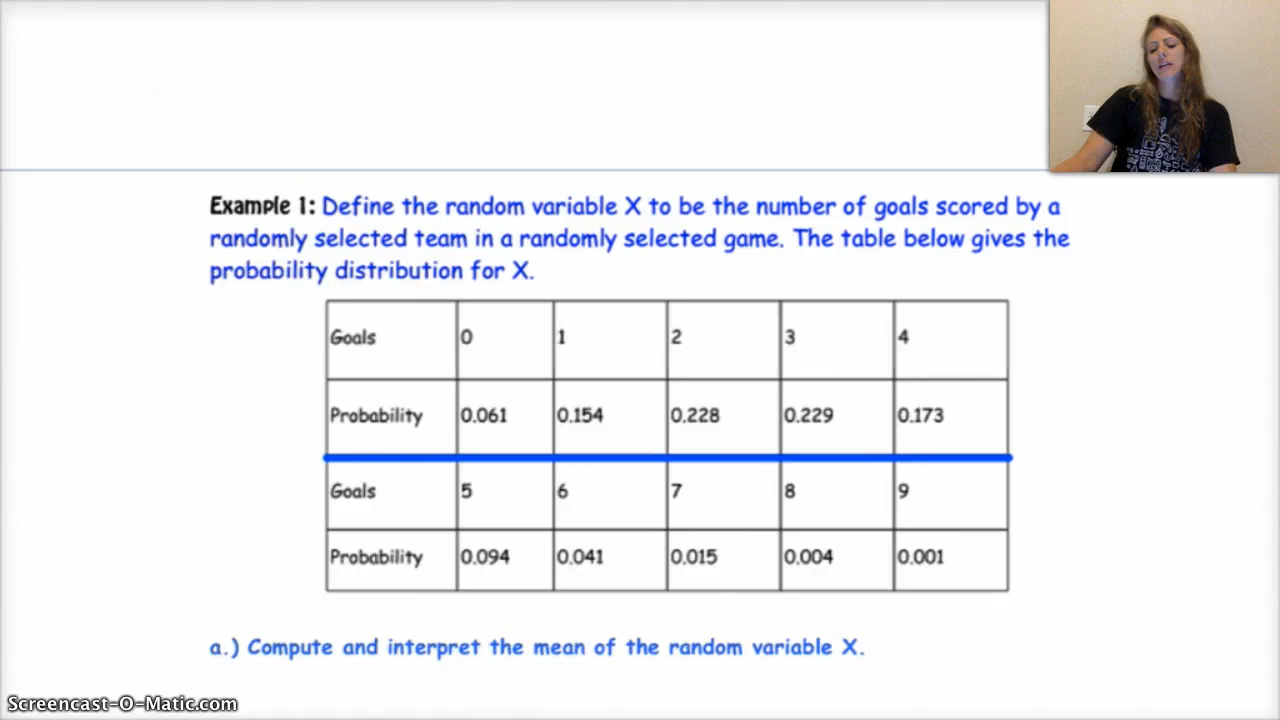 Example 1: Define the random variable X to be the number of goals scored by a
randomly selected team in a randomly selected game. The table below gives the
probability distribution for X.
Goals 0 1 2 3 4
Probability 0.061 0.154 0.228 0.229 0.173
Goals 5 6 7 8 9
Probability 0.094 0.041 0.015 0.004 0.001
a.) Compute and interpret the mean of the random variable X.
Screencast-O-Matic.com